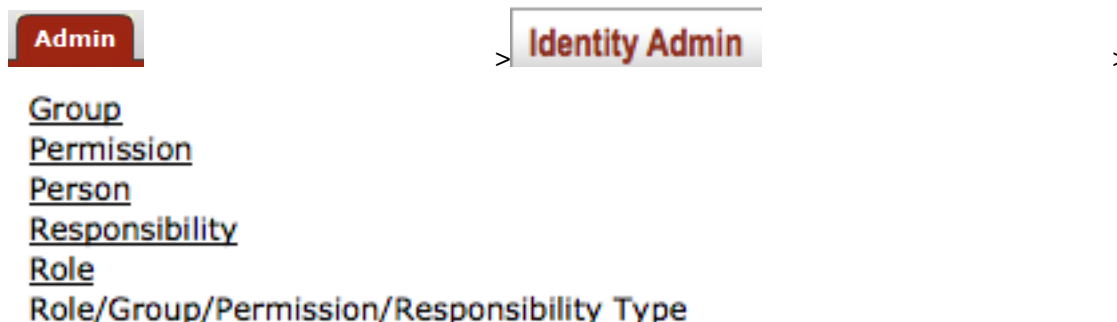 Admin > Identity Admin >
Group
Permission
Person
Responsibility
Role
Role/Group/Permission/Responsibility Type